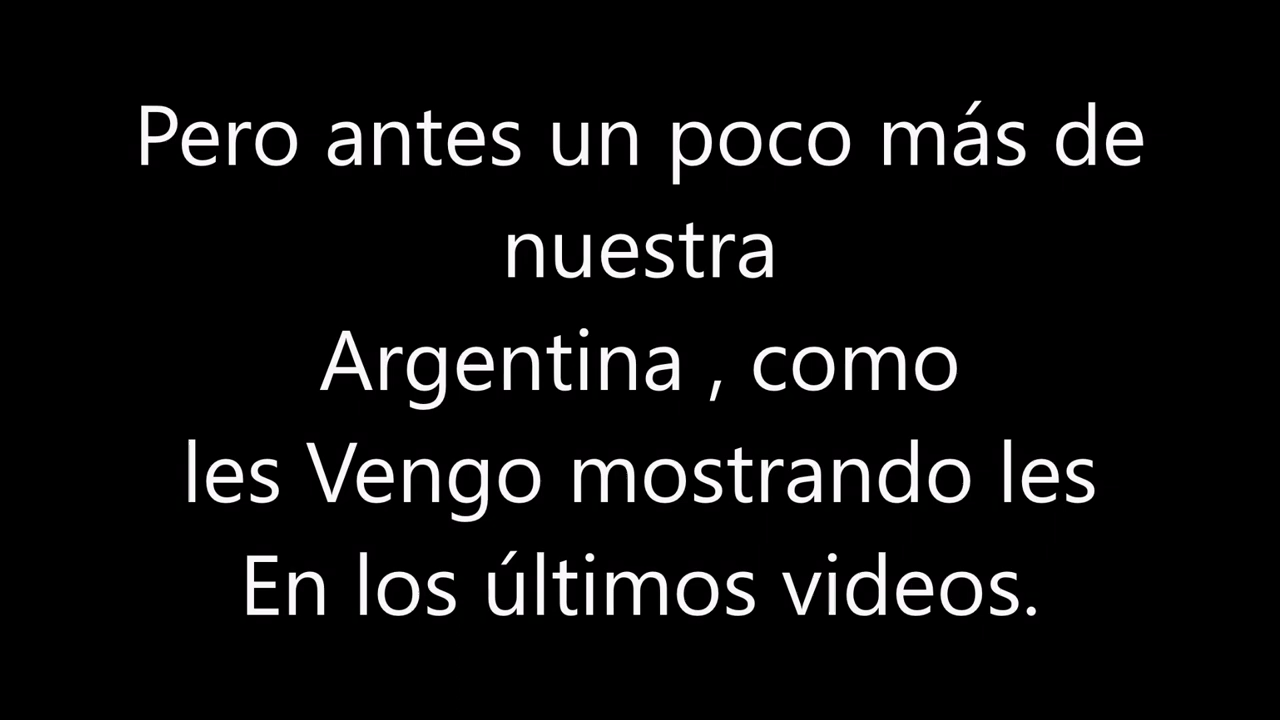 Pero antes un poco más de
nuestra
Argentina , como
les Vengo mostrando les
En los últimos videos.